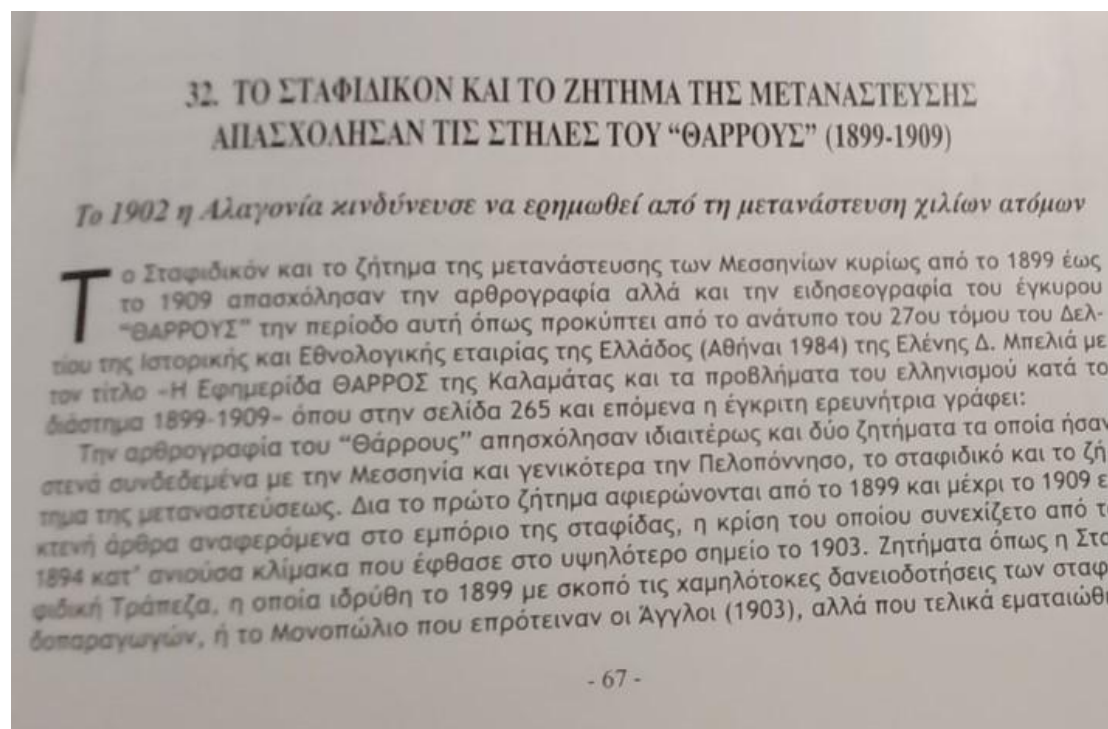 32. ΤΟ ΣΤΑΦΙΔΙΚΟΝ ΚΑΙ ΤΟ ΖΗΤΗΜΑ ΤΗΣ ΜΕΤΑΝΑΣΤΕΥΣΗΣ
ΑΠΑΣΧΟΛΗΣΑΝ ΤΙΣ ΣΤΗΛΕΣ ΤΟΥ “ΘΑΡΡΟΥΣ” (1899-1909)
Το 1902 η Αλαγονία κινδύνευσε να ερημωθεί από τη μετανάστευση χιλίων ατόμων
Το Σταφιδικόν και το ζήτημα της μετανάστευσης των Μεσσηνίων κυρίως από το 1899 έως
το 1909 απασχόλησαν την αρθρογραφία αλλά και την ειδησεογραφία του έγκυρου
“ΘΑΡΡΟΥΣ” την περίοδο αυτή όπως προκύπτει από το ανάτυπο του 27ου τόμου του Δελ-
τίου της Ιστορικής και Εθνολογικής εταιρίας της Ελλάδος (Αθήναι 1984) της Ελένης Δ. Μπελιά με
τον τίτλο «Η Εφημερίδα ΘΑΡΡΟΣ της Καλαμάτας και τα προβλήματα του ελληνισμού κατά το
διάστημα 1899-1909» όπου στην σελίδα 265 και επόμενα η έγκριτη ερευνήτρια γράφει:
Την αρθρογραφία του “Θάρρους” απησχόλησαν ιδιαιτέρως και δύο ζητήματα τα οποία ήσαν
στενά συνδεδεμένα με την Μεσσηνία και γενικότερα την Πελοπόννησο, το σταφιδικό και το ζή-
τημα της μεταναστεύσεως. Δια το πρώτο ζήτημα αφιερώνονται από το 1899 και μέχρι το 1909 ε
κτενή άρθρα αναφερόμενα στο εμπόριο της σταφίδας, η κρίση του οποίου συνεχίζετο από τ
1894 κατ’ ανιούσα κλίμακα που έφθασε στο υψηλότερο σημείο το 1903. Ζητήματα όπως η Στα
φιδική Τράπεζα, η οποία ιδρύθη το 1899 με σκοπό τις χαμηλότοκες δανειοδοτήσεις των σταφ
δοπαραγωγών, ή το Μονοπώλιο που επρότειναν οι Άγγλοι (1903), αλλά που τελικά εματαιώθη
- 67 -